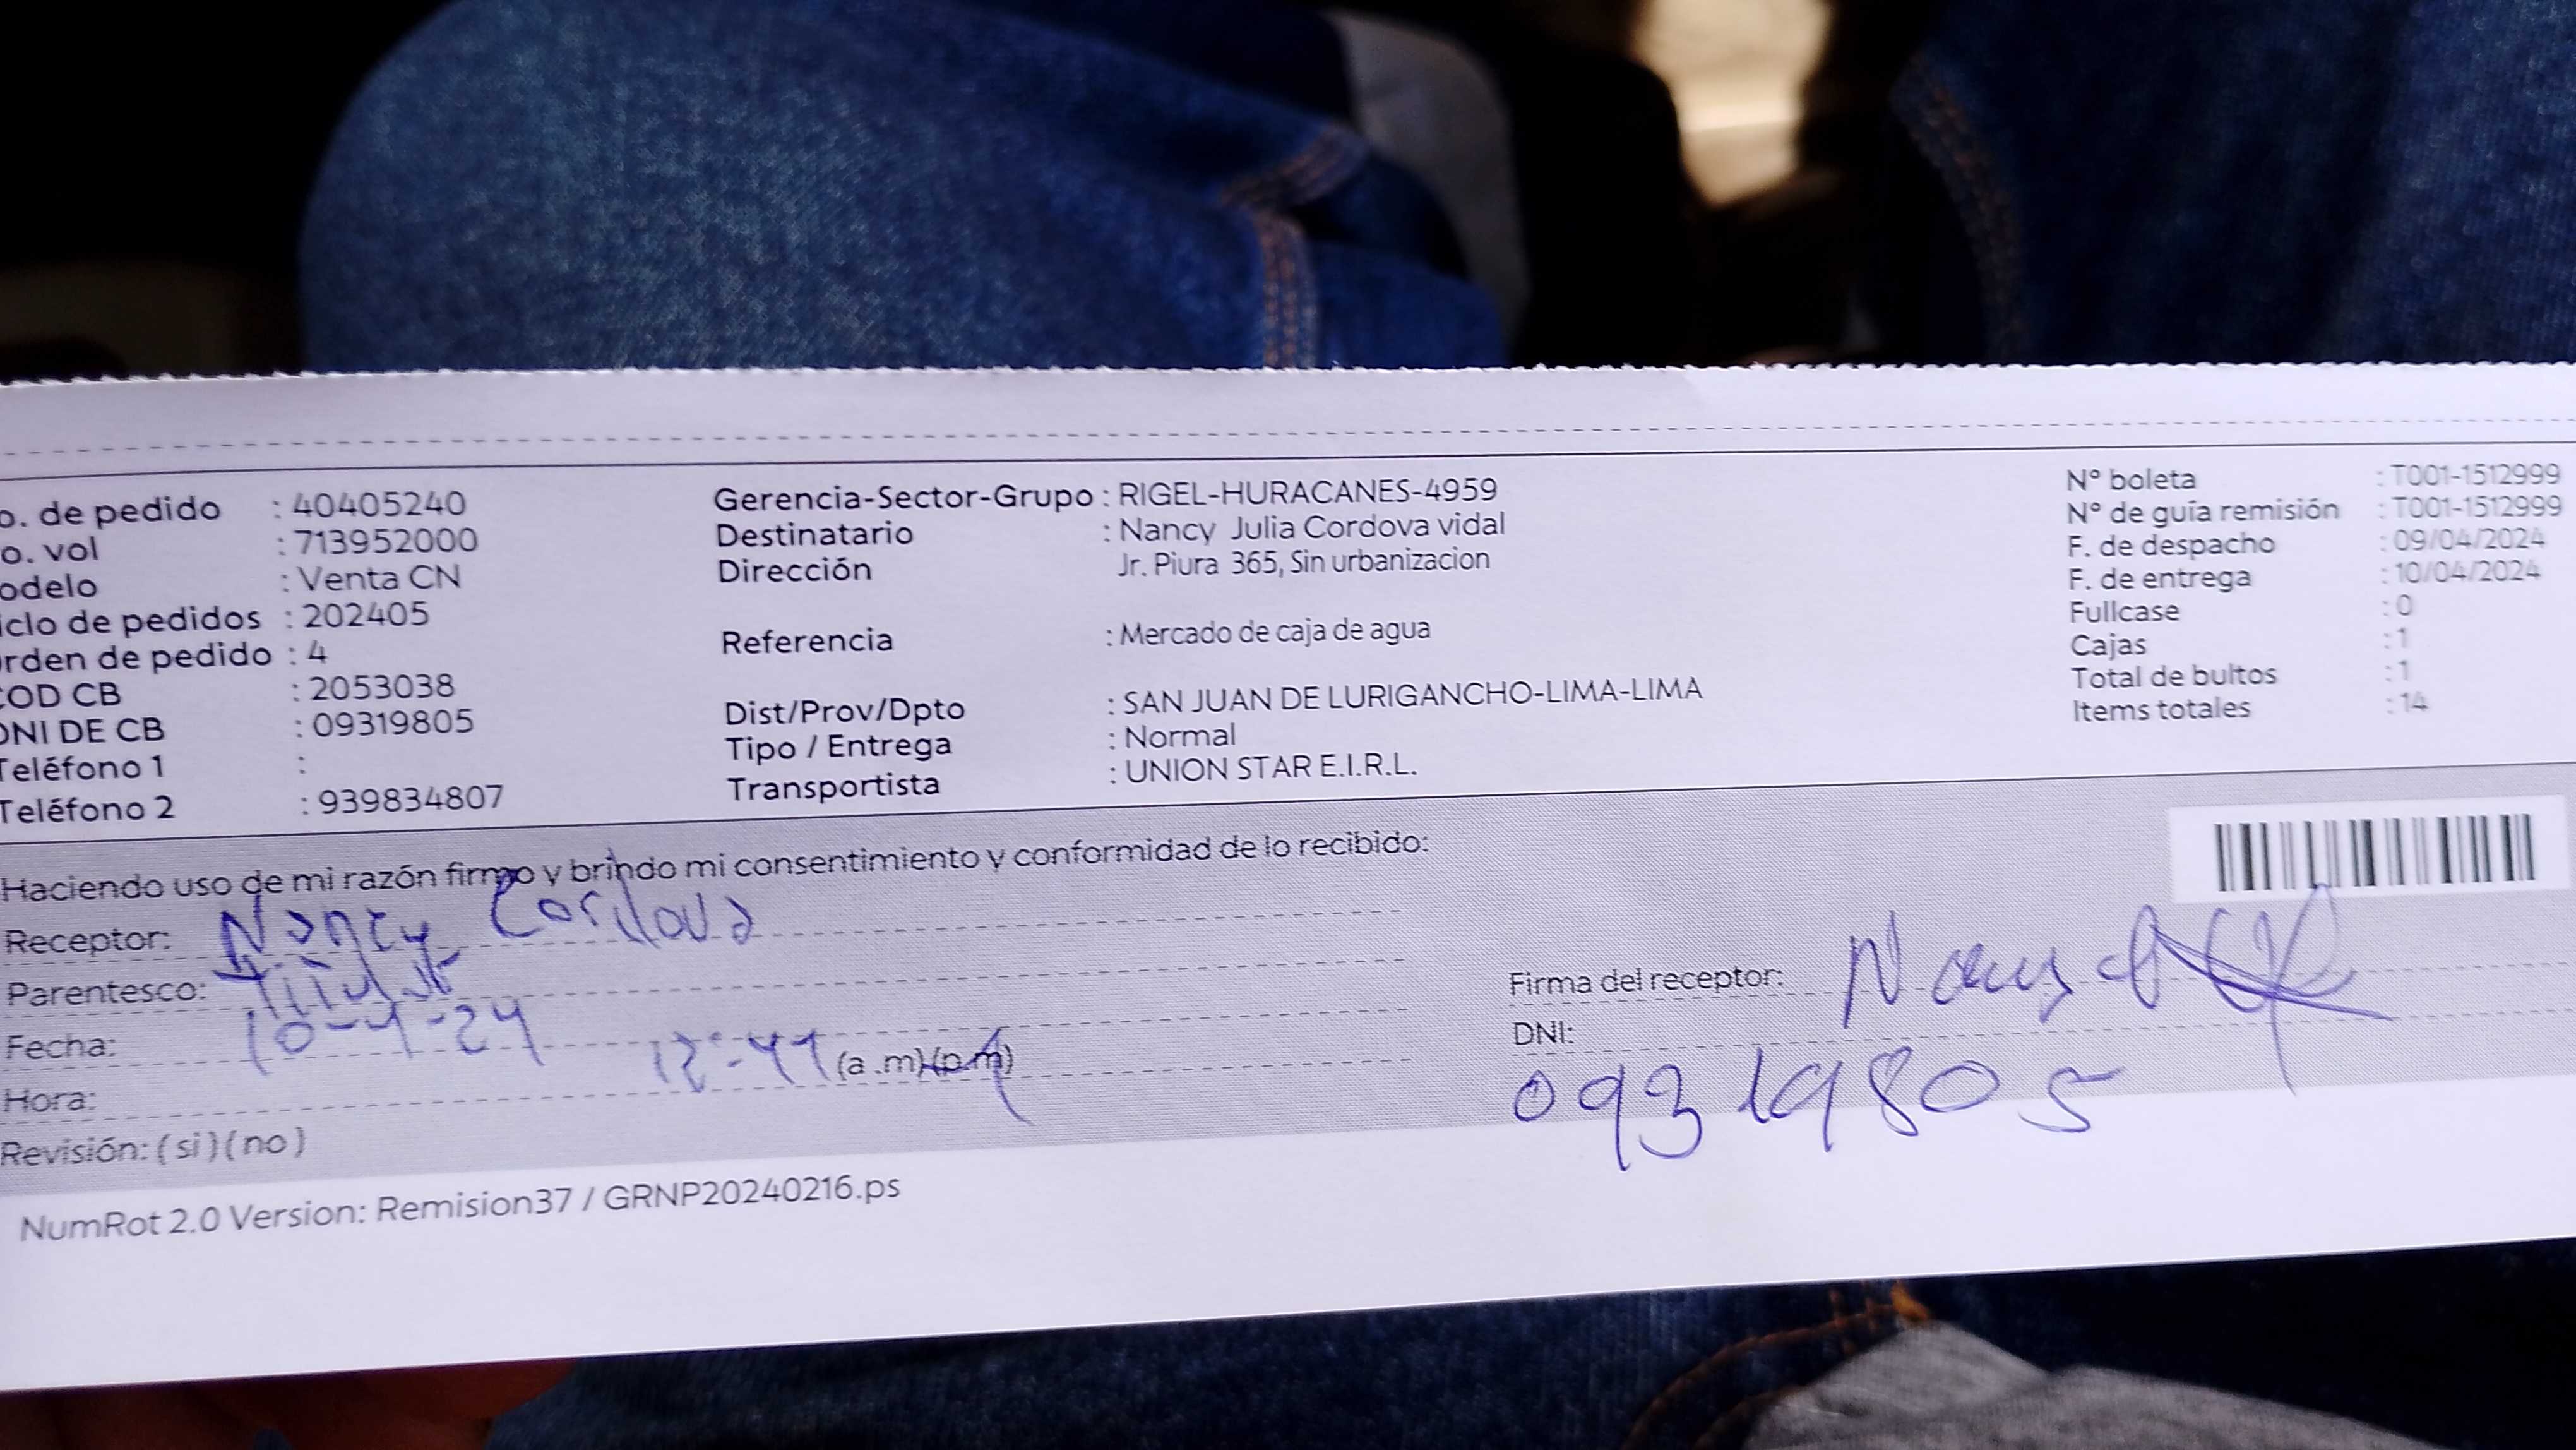 o. de pedido : 40405240
o. vol : 713952000
odelo : Venta CN
iclo de pedidos : 202405
rden de pedido : 4
COD CB : 2053038
DNI DE CB : 09319805
Teléfono 1 :
Teléfono 2 : 939834807
Gerencia-Sector-Grupo : RIGEL-HURACANES-4959
Destinatario : Nancy Julia Cordova vidal
Dirección Jr. Piura 365, Sin urbanizacion
Referencia : Mercado de caja de agua
Dist/Prov/Dpto : SAN JUAN DE LURIGANCHO-LIMA-LIMA
Tipo / Entrega : Normal
Transportista : UNION STAR E.I.R.L.
N° boleta : T001-1512999
N° de guía remisión : T001-1512999
F. de despacho : 09/04/2024
F. de entrega : 10/04/2024
Fullcase : 0
Cajas : 1
Total de bultos : 1
Items totales : 14
Haciendo uso de mi razón firmo y brindo mi consentimiento y conformidad de lo recibido:
Receptor: Nancy Cordova
Parentesco:
Fecha: 10-4-24
Hora: (a .m)(p.m)
Revisión: ( si ) ( no )
Firma del receptor:
DNI:
09319805
NumRot 2.0 Version: Remision37 / GRNP20240216.ps